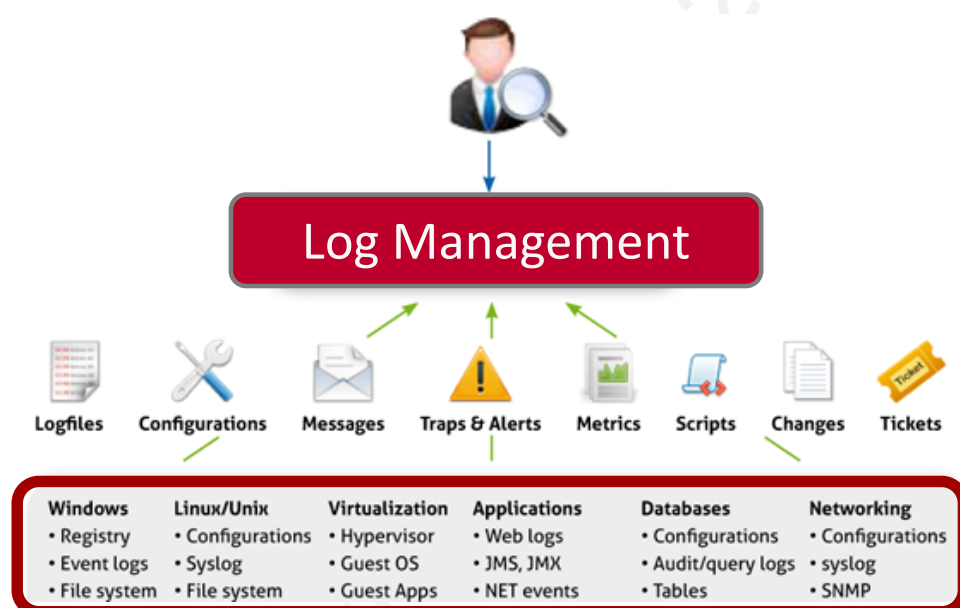 Log Management
Ticket
Logfiles Configurations Messages Traps & Alerts Metrics Scripts Changes Tickets
Windows Linux/Unix Virtualization Applications Databases Networking
• Registry • Configurations • Hypervisor • Web logs • Configurations • Configurations
• Event logs • Syslog • Guest OS • JMS, JMX • Audit/query logs • syslog
• File system • File system • Guest Apps • NET events • Tables • SNMP